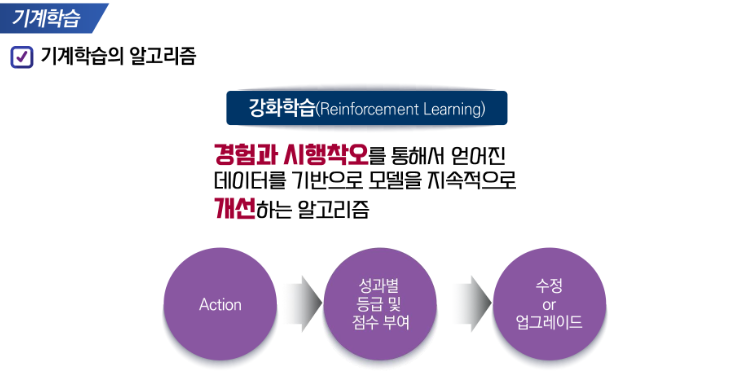 기계학습
기계학습의 알고리즘
강화학습(Reinforcement Learning)
경험과 시행착오를 통해서 얻어진
데이터를 기반으로 모델을 지속적으로
개선하는 알고리즘
Action
성과별
등급 및
점수 부여
수정
or
업그레이드